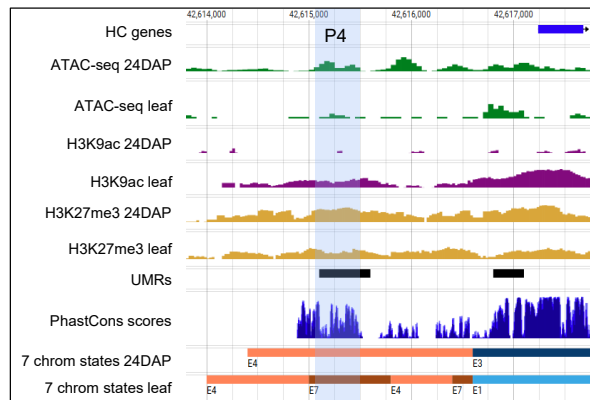 42,614,000 42,615,000 42,616,000 42,617,000
HC genes
P4
ATAC-seq 24DAP
ATAC-seq leaf
H3K9ac 24DAP
H3K9ac leaf
H3K27me3 24DAP
H3K27me3 leaf
UMRs
PhastCons scores
7 chrom states 24DAP
E4 E3
7 chrom states leaf
E4 E7 E4 E7 E1